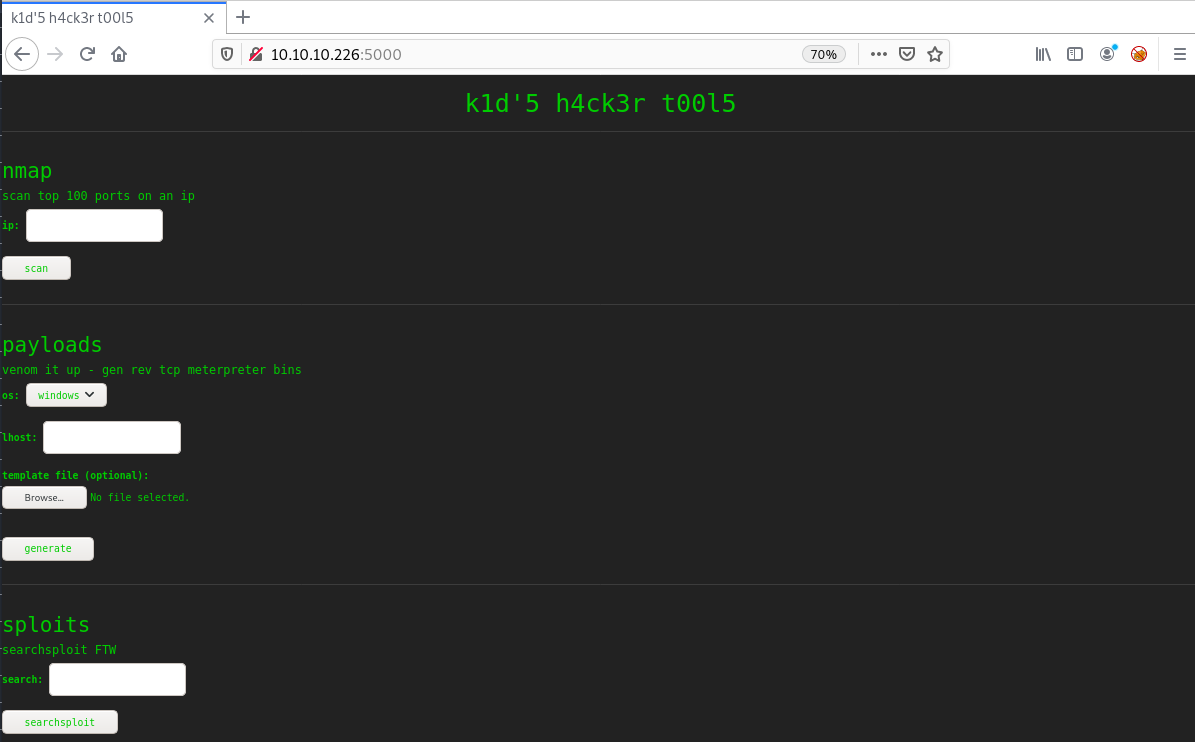 k1d'5 h4ck3r t00l5
10.10.10.226:5000
70%
k1d'5 h4ck3r t00l5
nmap
scan top 100 ports on an ip
ip:
scan
payloads
venom it up - gen rev tcp meterpreter bins
os: windows
lhost:
template file (optional):
Browse… No file selected.
generate
sploits
searchsploit FTW
search:
searchsploit